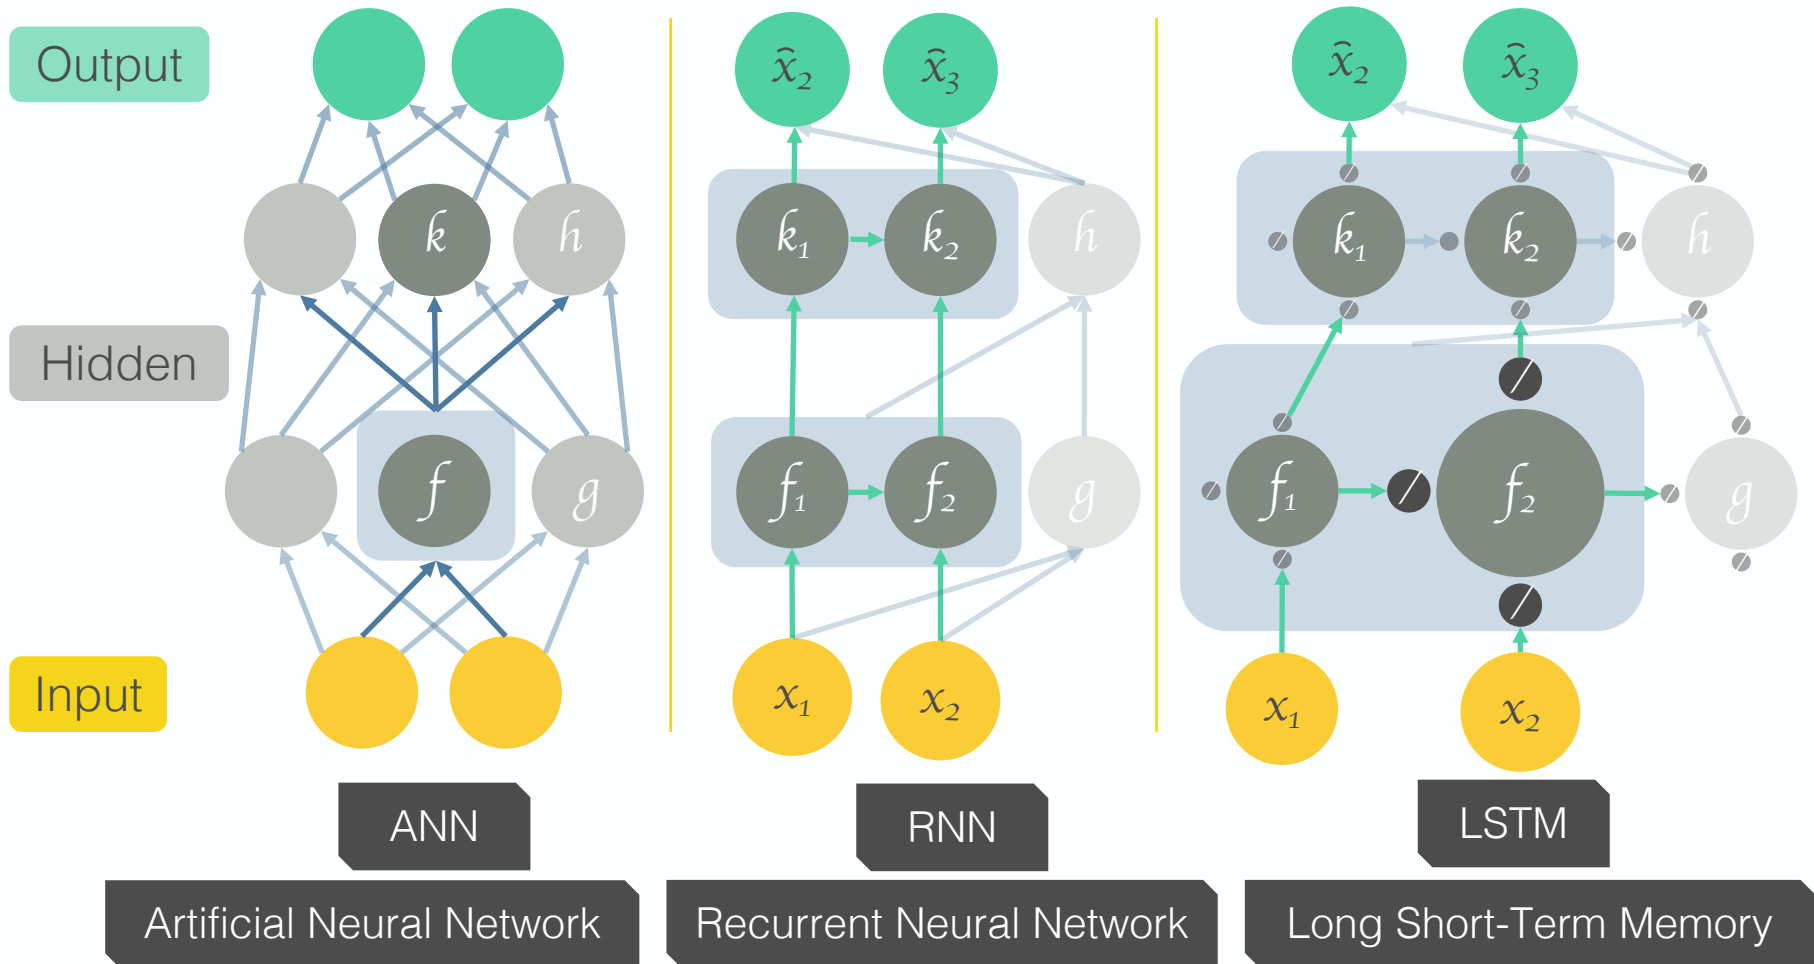 Output
Hidden
Input
k
h
f
g
ANN
Artificial Neural Network
x̂₂
x̂₃
k₁
k₂
h
f₁
f₂
g
x₁
x₂
RNN
Recurrent Neural Network
x̂₂
x̂₃
k₁
k₂
h
f₁
f₂
g
x₁
x₂
LSTM
Long Short-Term Memory